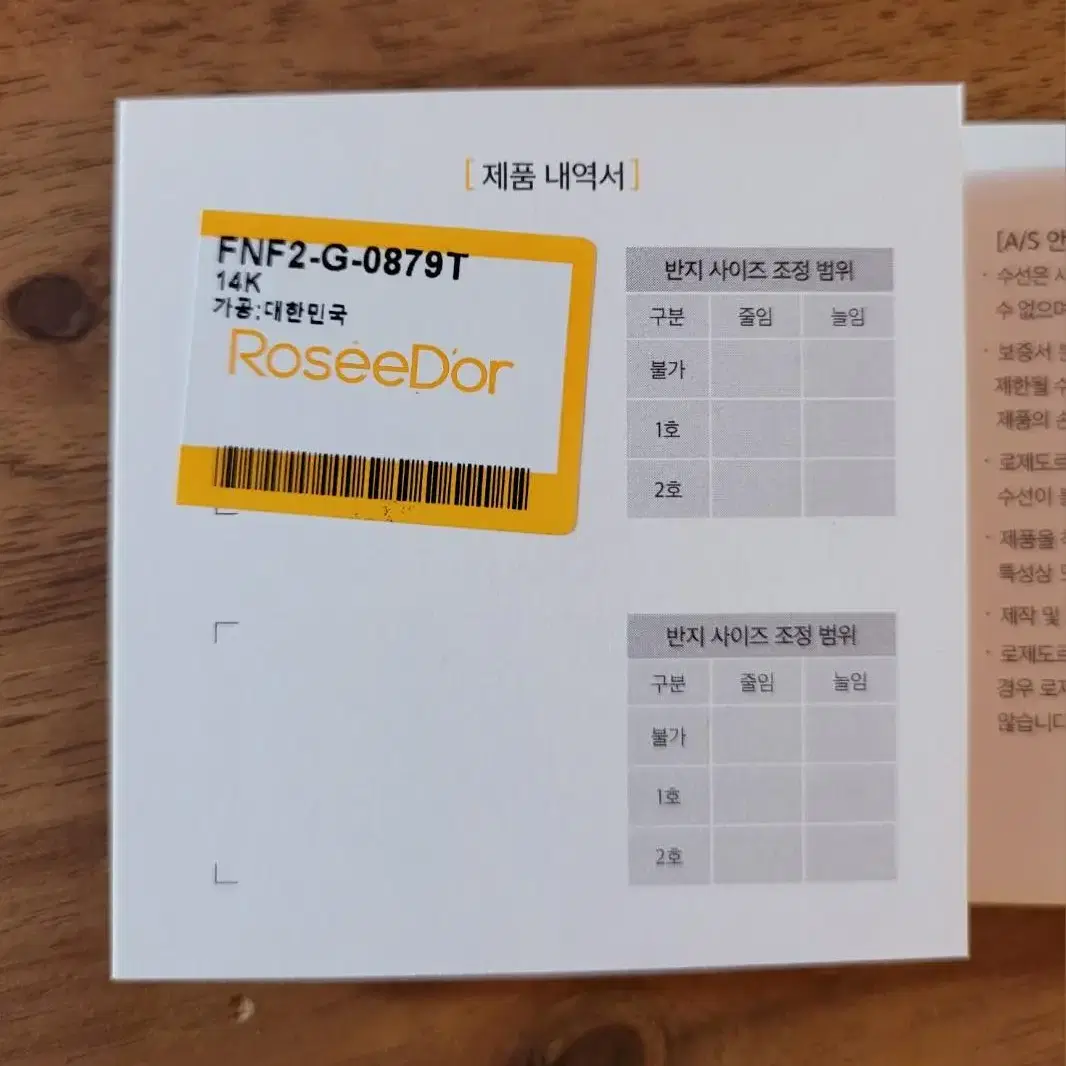 [ 제품 내역서 ]
FNF2-G-0879T
14K
가공:대한민국
RoseeD'or
반지 사이즈 조정 범위
구분 줄임 늘임
불가
1호
2호
반지 사이즈 조정 범위
구분 줄임 늘임
불가
1호
2호
[A/S 안
· 수선은
수 없으며
· 보증서
제한될 수
제품의 손
· 로제도르
수선이
· 제품을
특성상
· 제작 및
· 로제도르
경우 로제
않습니다